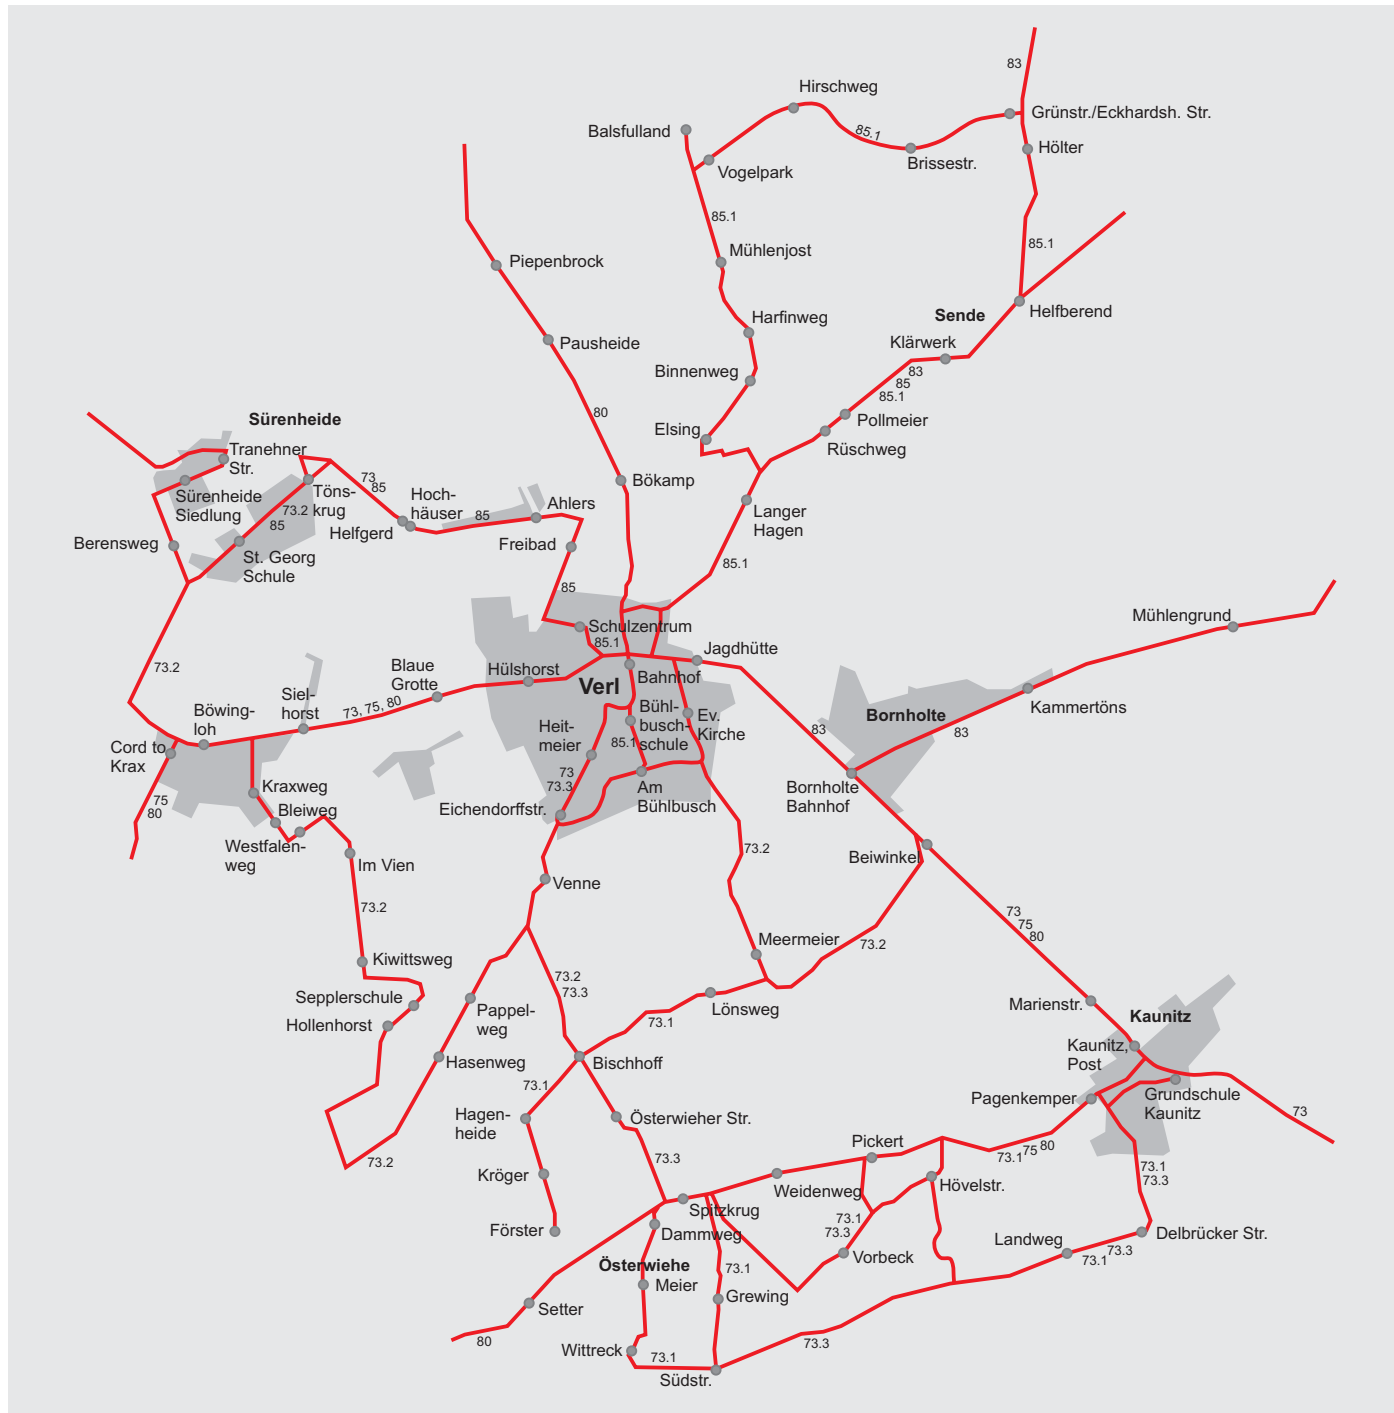 83
Hirschweg
Grünstr./Eckhardsh. Str.
Balsfulland
85.1
Hölter
Brissestr.
Vogelpark
85.1
85.1
Mühlenjost
Piepenbrock
Helfberend
Sende
Harfinweg
Klärwerk
Pausheide
83
85
85.1
Binnenweg
80
Pollmeier
Sürenheide
Elsing
Rüschweg
Tranehner
Str.
73
85
Bökamp
Sürenheide
Siedlung
Töns-
krug
73.2
85
Hoch-
häuser
Helfgerd
85
Ahlers
Langer
Hagen
Berensweg
Freibad
St. Georg
Schule
85.1
85
Mühlengrund
Schulzentrum
85.1
Jagdhütte
73.2
Blaue
Grotte
Hülshorst
Bahnhof
Verl
Siel-
horst
73, 75, 80
Böwing-
loh
Kammertöns
Bornholte
83
83
Heit-
meier
Bühl-
busch-
schule
85.1
Ev.
Kirche
Cord to
Krax
73
73.3
Am
Bühlbusch
Bornholte
Bahnhof
Kraxweg
75
80
Bleiweg
Eichendorffstr.
Westfalen-
weg
Im Vien
73.2
Beiwinkel
Venne
73.2
73
75
80
Meermeier
73.2
Kiwittsweg
73.2
73.3
Sepplerschule
Hollenhorst
Pappel-
weg
Lönsweg
73.1
Marienstr.
Kaunitz
Kaunitz,
Post
Hasenweg
Bischhoff
73.1
Pagenkemper
Grundschule
Kaunitz
Hagen-
heide
Österwieher Str.
73
Pickert
73.1
75
80
73.2
73.3
73.1
73.3
Kröger
Weidenweg
Hövelstr.
Spitzkrug
73.1
73.3
Förster
Dammweg
Landweg
Delbrücker Str.
Österwiehe
73.1
Vorbeck
73.1
73.3
Meier
Grewing
Setter
80
Wittreck
73.1
73.3
Südstr.